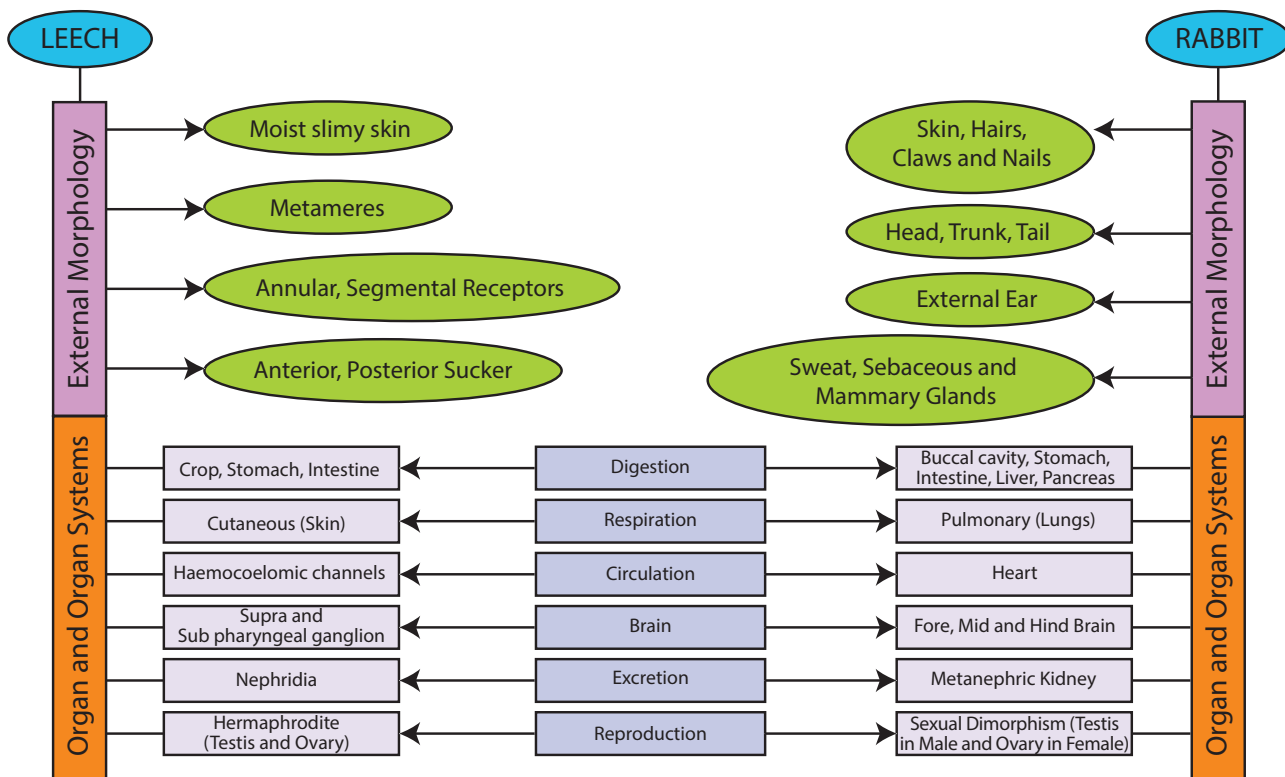 LEECH
RABBIT
External Morphology
Moist slimy skin
Metameres
Annular, Segmental Receptors
Anterior, Posterior Sucker
External Morphology
Skin, Hairs,
Claws and Nails
Head, Trunk, Tail
External Ear
Sweat, Sebaceous and
Mammary Glands
Organ and Organ Systems
Organ and Organ Systems
Crop, Stomach, Intestine
Digestion
Buccal cavity, Stomach,
Intestine, Liver, Pancreas
Cutaneous (Skin)
Respiration
Pulmonary (Lungs)
Haemocoelomic channels
Circulation
Heart
Supra and
Sub pharyngeal ganglion
Brain
Fore, Mid and Hind Brain
Nephridia
Excretion
Metanephric Kidney
Hermaphrodite
(Testis and Ovary)
Reproduction
Sexual Dimorphism (Testis
in Male and Ovary in Female)